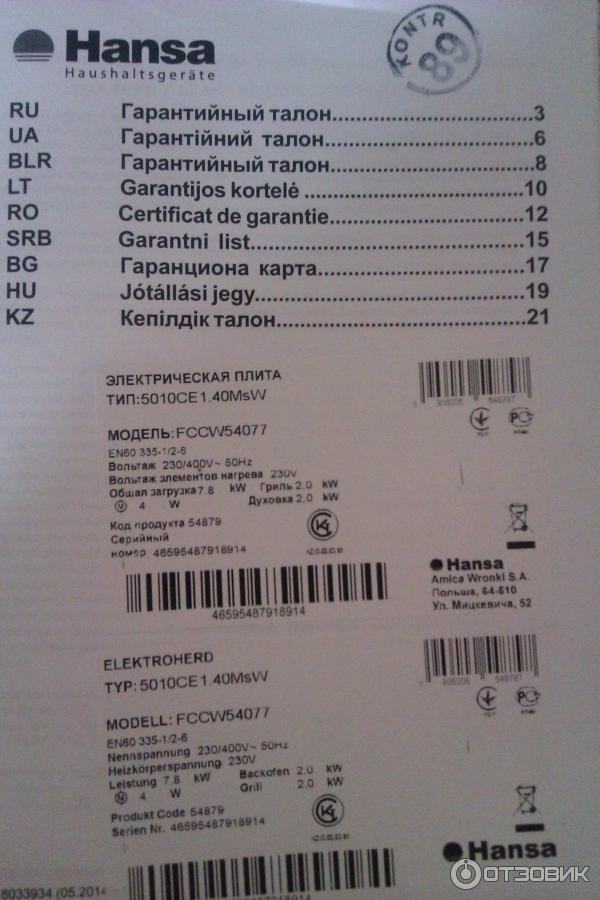 Hansa
Haushaltsgeräte
KONTR
89
RU Гарантийный талон 3
UA Гарантійний талон 6
BLR Гарантийный талон 8
LT Garantijos kortelė 10
RO Certificat de garantie 12
SRB Garantni list 15
BG Гаранциона карта 17
HU Jótállási jegy 19
KZ Кепілдік талон 21
ЭЛЕКТРИЧЕСКАЯ ПЛИТА
ТИП:5010CE1.40MsW
МОДЕЛЬ:FCCW54077
EN60 335-1/2-6
Вольтаж 230/400V~ 50Hz
Вольтаж элементов нагрева 230V
Общая загрузка 7.8 kW Гриль 2.0 kW
4 W Духовка 2.0 kW
Код продукта 54879
Серийный
номер 46595487918914
46595487918914
Hansa
Amica Wronki S.A.
Польша, 64-510
Ул. Мицкевича, 52
ELEKTROHERD
TYP:5010CE1.40MsW
MODELL:FCCW54077
EN60 335-1/2-6
Nennspannung 230/400V~ 50Hz
Heizkörperspannung 230V
Leistung 7,8 kW Backofen 2.0 kW
4 W Grill 2.0 kW
Produkt Code 54879
Serien Nr. 46595487918914
Hansa
8033934 (05.2014
46595487918914
ОТЗОВИК